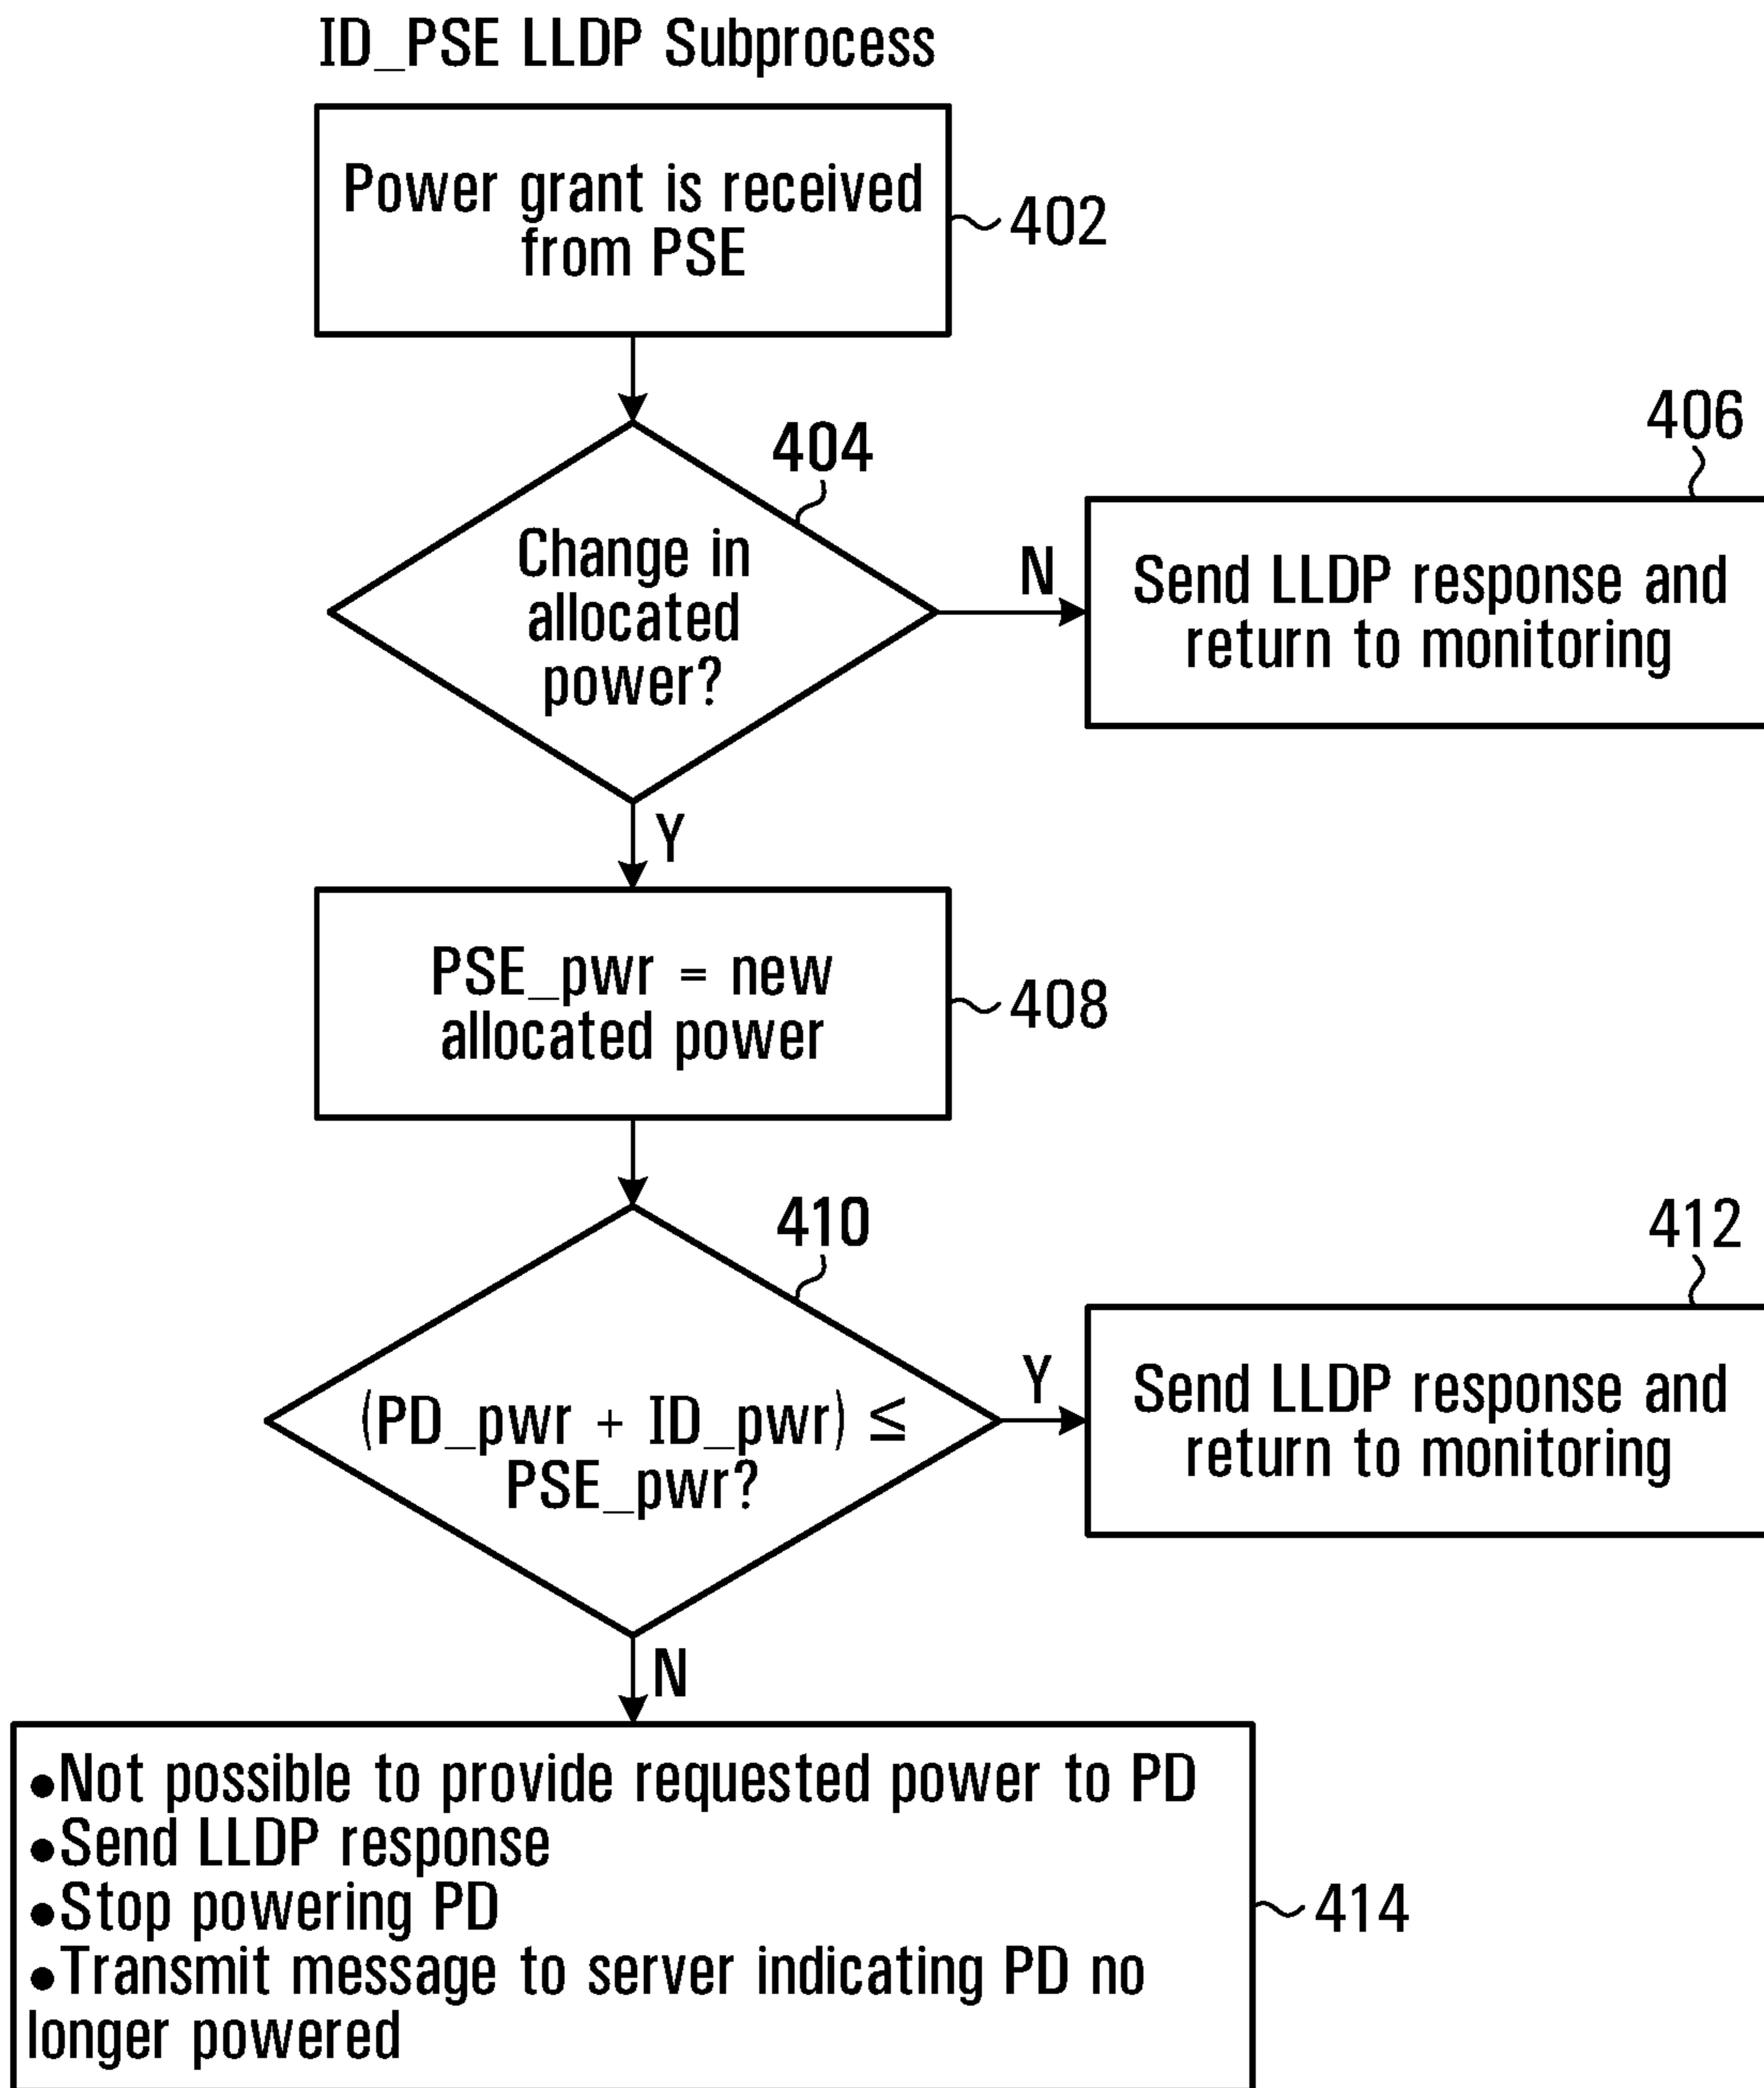 ID_PSE LLDP Subprocess
Power grant is received
from PSE
402
404
Change in
allocated
power?
N
406
Send LLDP response and
return to monitoring
Y
PSE_pwr = new
allocated power
408
410
(PD_pwr + ID_pwr) ≤
PSE_pwr?
Y
412
Send LLDP response and
return to monitoring
N
●Not possible to provide requested power to PD
●Send LLDP response
●Stop powering PD
●Transmit message to server indicating PD no
longer powered
414